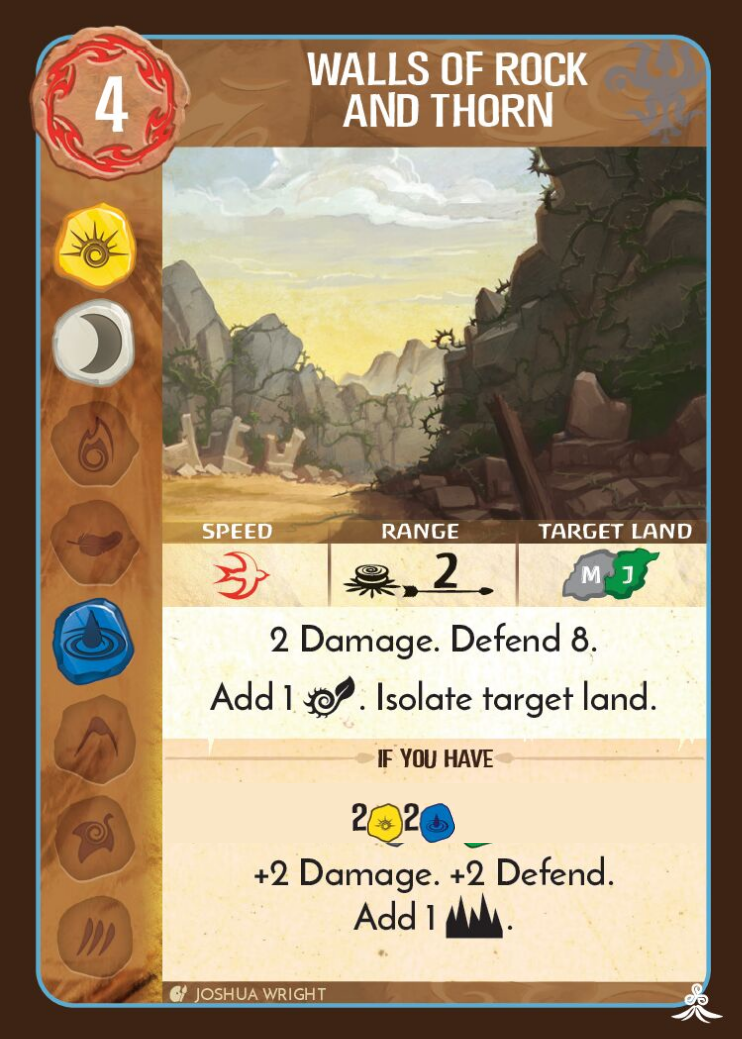 4
WALLS OF ROCK
AND THORN
SPEED RANGE TARGET LAND
2 M J
2 Damage. Defend 8.
Add 1 . Isolate target land.
IF YOU HAVE
2 2
+2 Damage. +2 Defend.
Add 1 .
JOSHUA WRIGHT